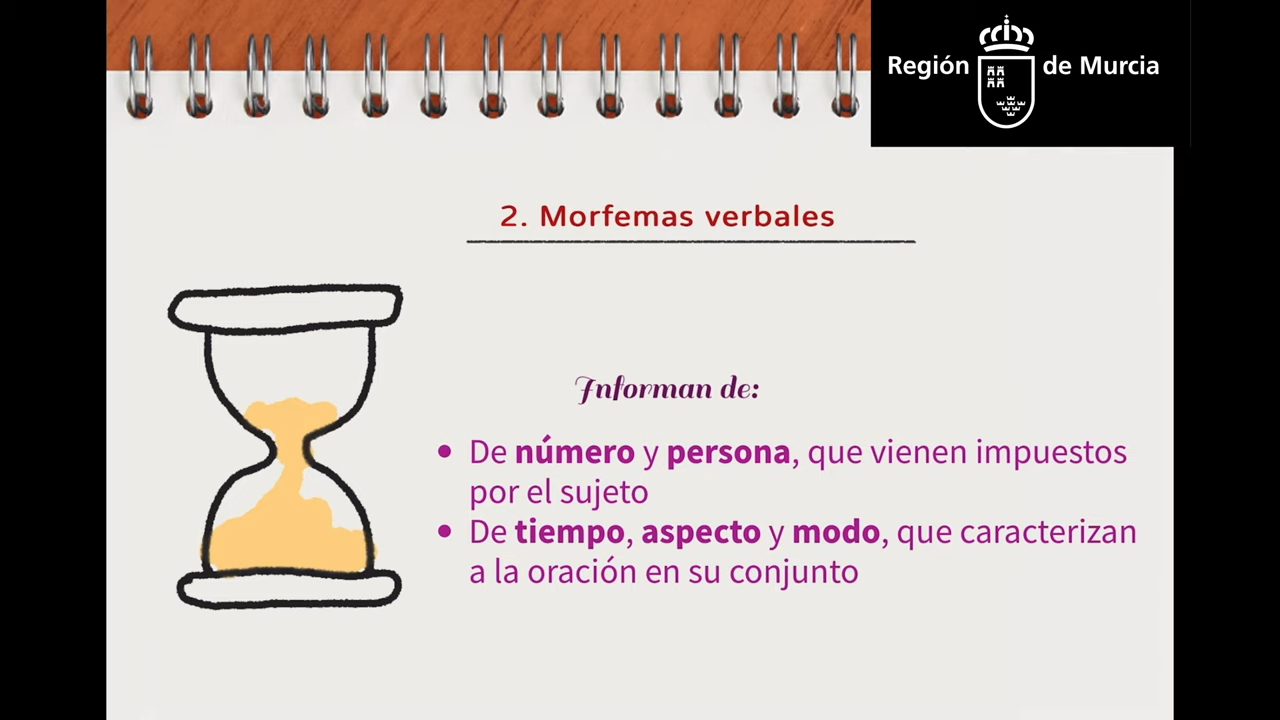 Región de Murcia
2. Morfemas verbales
Informan de:
• De número y persona, que vienen impuestos
por el sujeto
• De tiempo, aspecto y modo, que caracterizan
a la oración en su conjunto